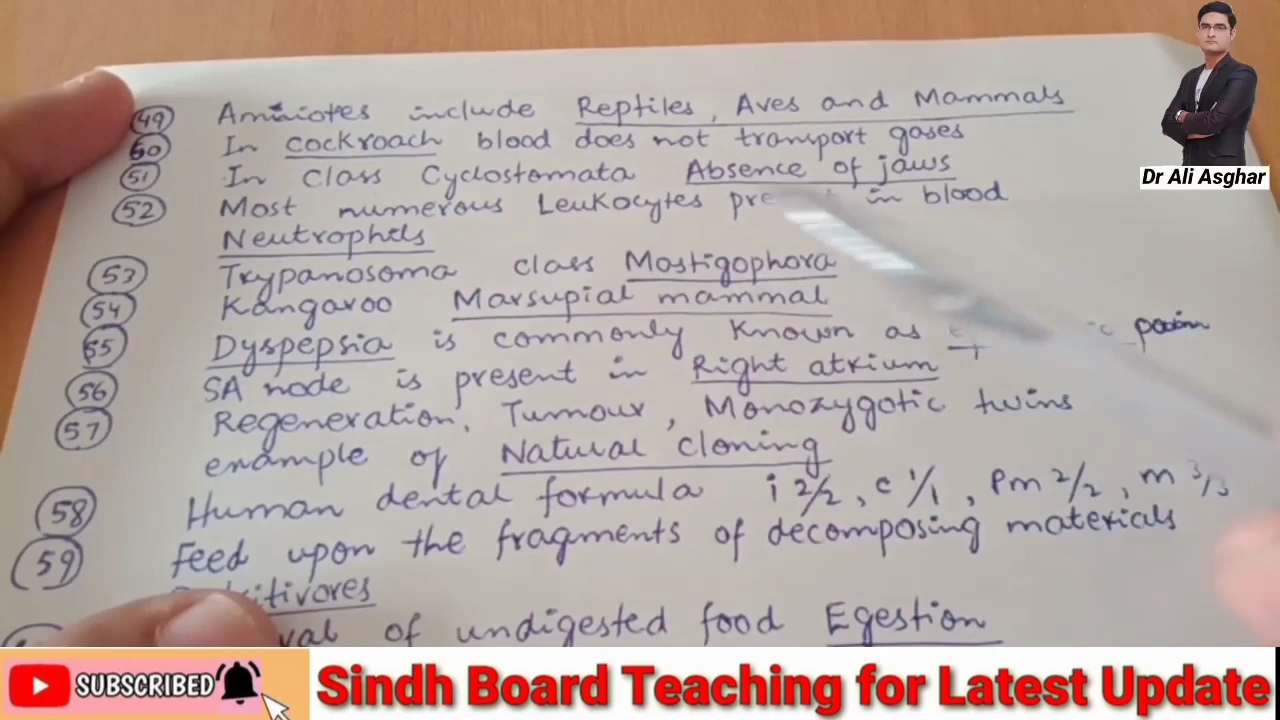 49 Amniotes include Reptiles, Aves and Mammals
50 In cockroach blood does not transport gases
51 In class Cyclostomata Absence of jaws
52 Most numerous Leukocytes in blood
Neutrophils
53 Trypanosoma class Mastigophora
54 Kangaroo Marsupial mammal
55 Dyspepsia is commonly known as
56 SA node is present in Right atrium
57 Regeneration, Tumour, Monozygotic twins
example of Natural cloning
58 Human dental formula i 2/2, c 1/1, Pm 2/2, m 3/3
59 Feed upon the fragments of decomposing materials
of undigested food Egestion
Dr Ali Asghar
SUBSCRIBED
Sindh Board Teaching for Latest Update